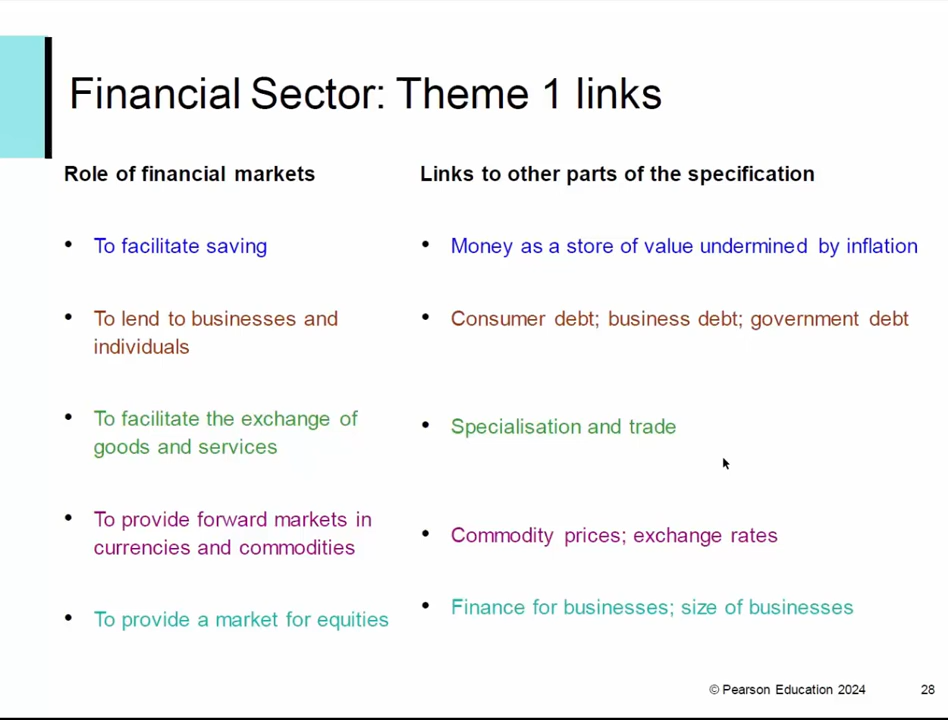 Financial Sector: Theme 1 links
Role of financial markets
Links to other parts of the specification
• To facilitate saving
• Money as a store of value undermined by inflation
• To lend to businesses and
individuals
• Consumer debt; business debt; government debt
• To facilitate the exchange of
goods and services
• Specialisation and trade
• To provide forward markets in
currencies and commodities
• Commodity prices; exchange rates
• To provide a market for equities
• Finance for businesses; size of businesses
© Pearson Education 2024
28